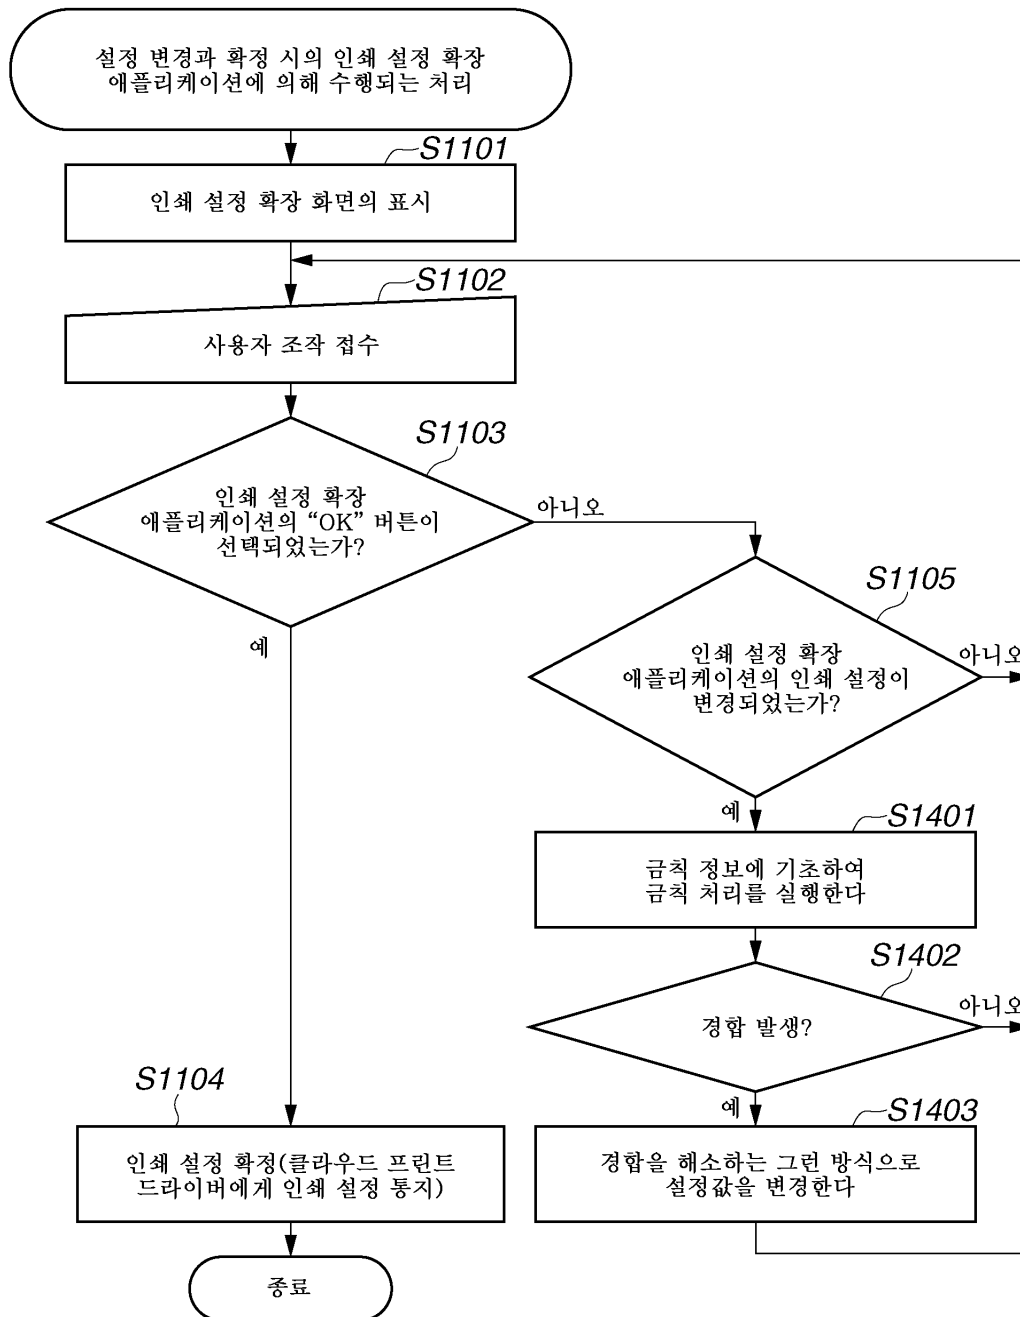 설정 변경과 확정 시의 인쇄 설정 확장
애플리케이션에 의해 수행되는 처리
S1101
인쇄 설정 확장 화면의 표시
S1102
사용자 조작 접수
S1103
인쇄 설정 확장
애플리케이션의 “OK” 버튼이
선택되었는가?
아니오
예
S1105
인쇄 설정 확장
애플리케이션의 인쇄 설정이
변경되었는가?
아니오
예
S1401
금칙 정보에 기초하여
금칙 처리를 실행한다
S1402
경합 발생?
아니오
예
S1403
경합을 해소하는 그런 방식으로
설정값을 변경한다
S1104
인쇄 설정 확정(클라우드 프린트
드라이버에게 인쇄 설정 통지)
종료